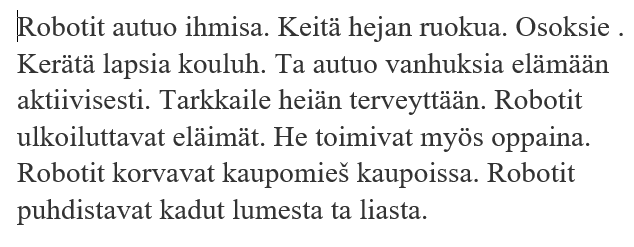 Robotit autuo ihmisa. Keitä hejan ruokua. Osoksie .
Kerätä lapsia kouluh. Ta autuo vanhuksia elämään
aktiivisesti. Tarkkaile heiän terveyttään. Robotit
ulkoiluttavat eläimät. He toimivat myös oppaina.
Robotit korvavat kaupomieš kaupoissa. Robotit
puhdistavat kadut lumesta ta liasta.